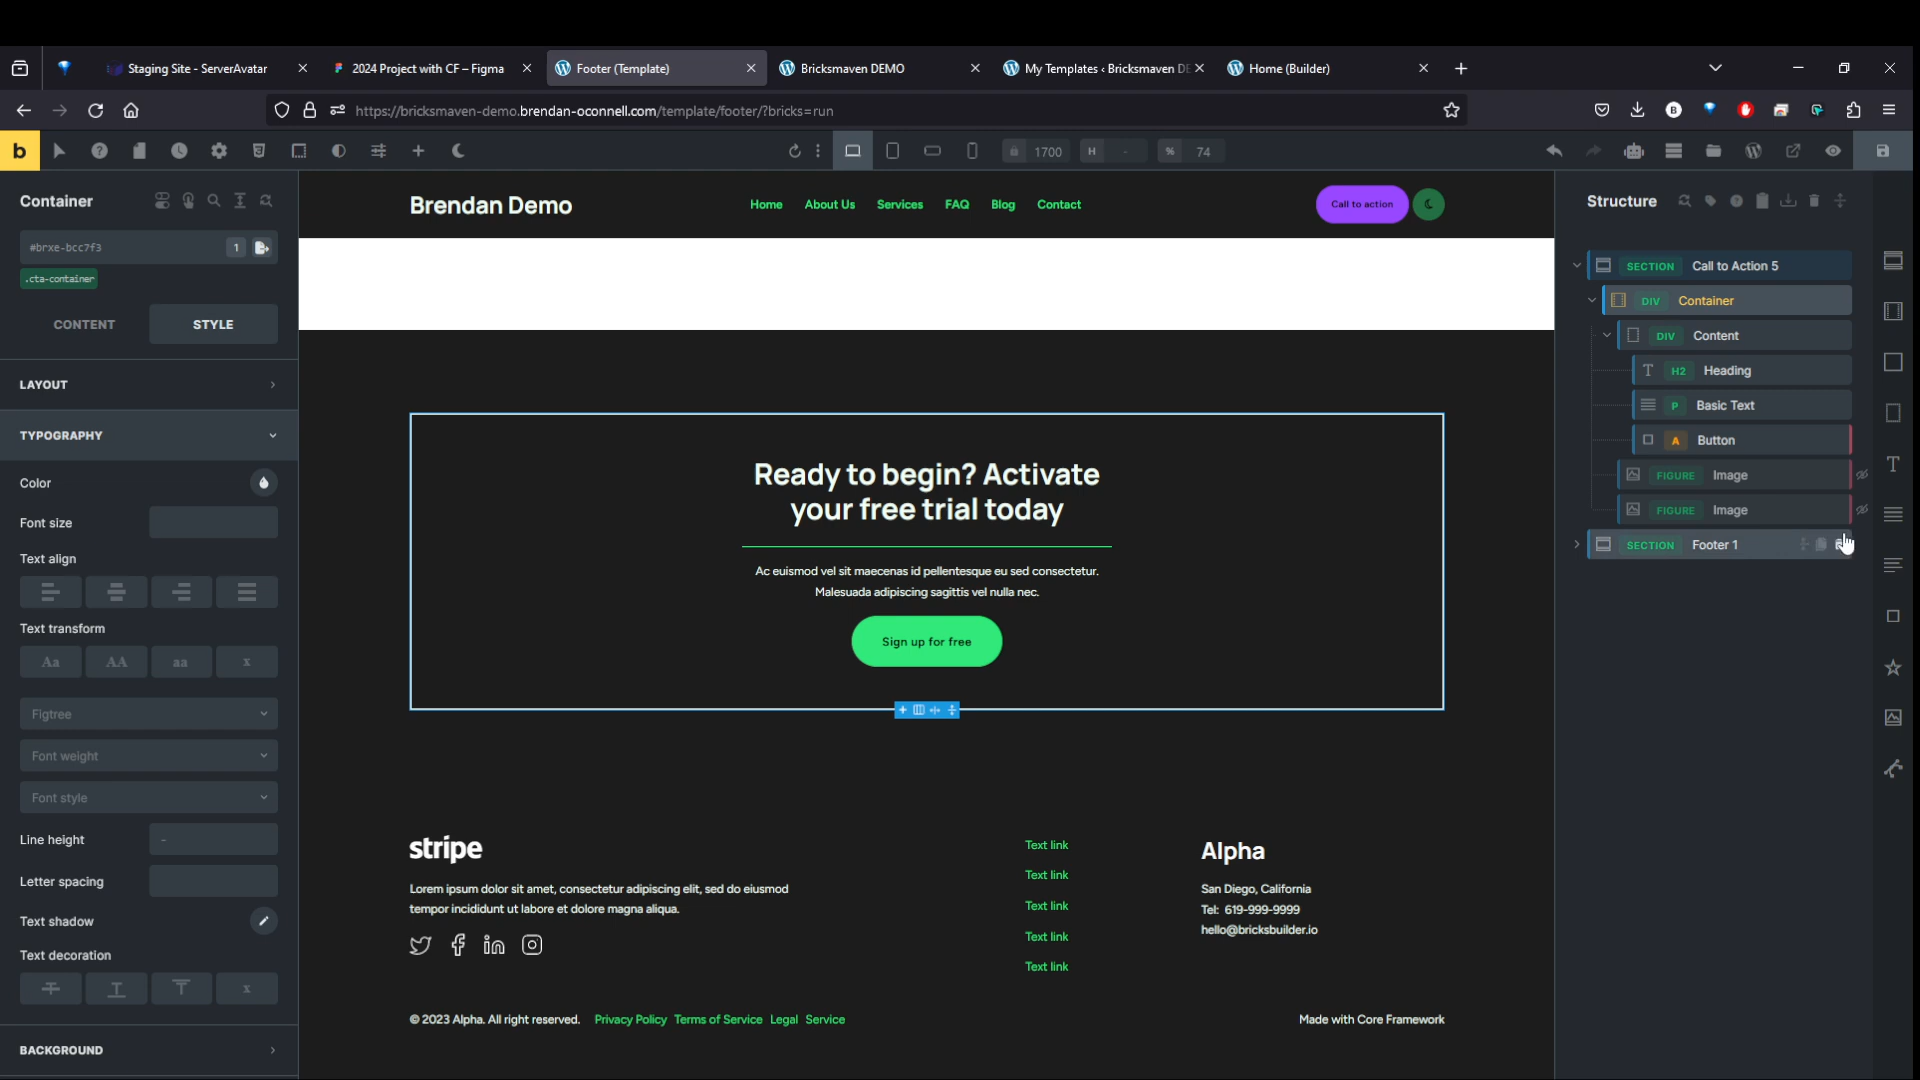 Staging Site - ServerAvatar
2024 Project with CF – Figma
Footer (Template)
Bricksmaven DEMO
My Templates ‹ Bricksmaven DE
Home (Builder)
https://bricksmaven-demo.brendan-oconnell.com/template/footer/?bricks=run
b
1700
H
-
%
74
Container
#brxe-bcc7f3
1
.cta-container
CONTENT
STYLE
LAYOUT
TYPOGRAPHY
Color
Font size
Text align
Text transform
Aa
AA
aa
x
Figtree
Font weight
Font style
Line height
-
Letter spacing
Text shadow
Text decoration
x
BACKGROUND
Brendan Demo
Home
About Us
Services
FAQ
Blog
Contact
Call to action
Ready to begin? Activate
your free trial today
Ac euismod vel sit maecenas id pellentesque eu sed consectetur.
Malesuada adipiscing sagittis vel nulla nec.
Sign up for free
stripe
Lorem ipsum dolor sit amet, consectetur adipiscing elit, sed do eiusmod
tempor incididunt ut labore et dolore magna aliqua.
Text link
Text link
Text link
Text link
Text link
Alpha
San Diego, California
Tel: 619-999-9999
hello@bricksbuilder.io
© 2023 Alpha. All right reserved.
Privacy Policy
Terms of Service
Legal
Service
Made with Core Framework
Structure
SECTION Call to Action 5
DIV Container
DIV Content
H2 Heading
P Basic Text
A Button
FIGURE Image
FIGURE Image
SECTION Footer 1